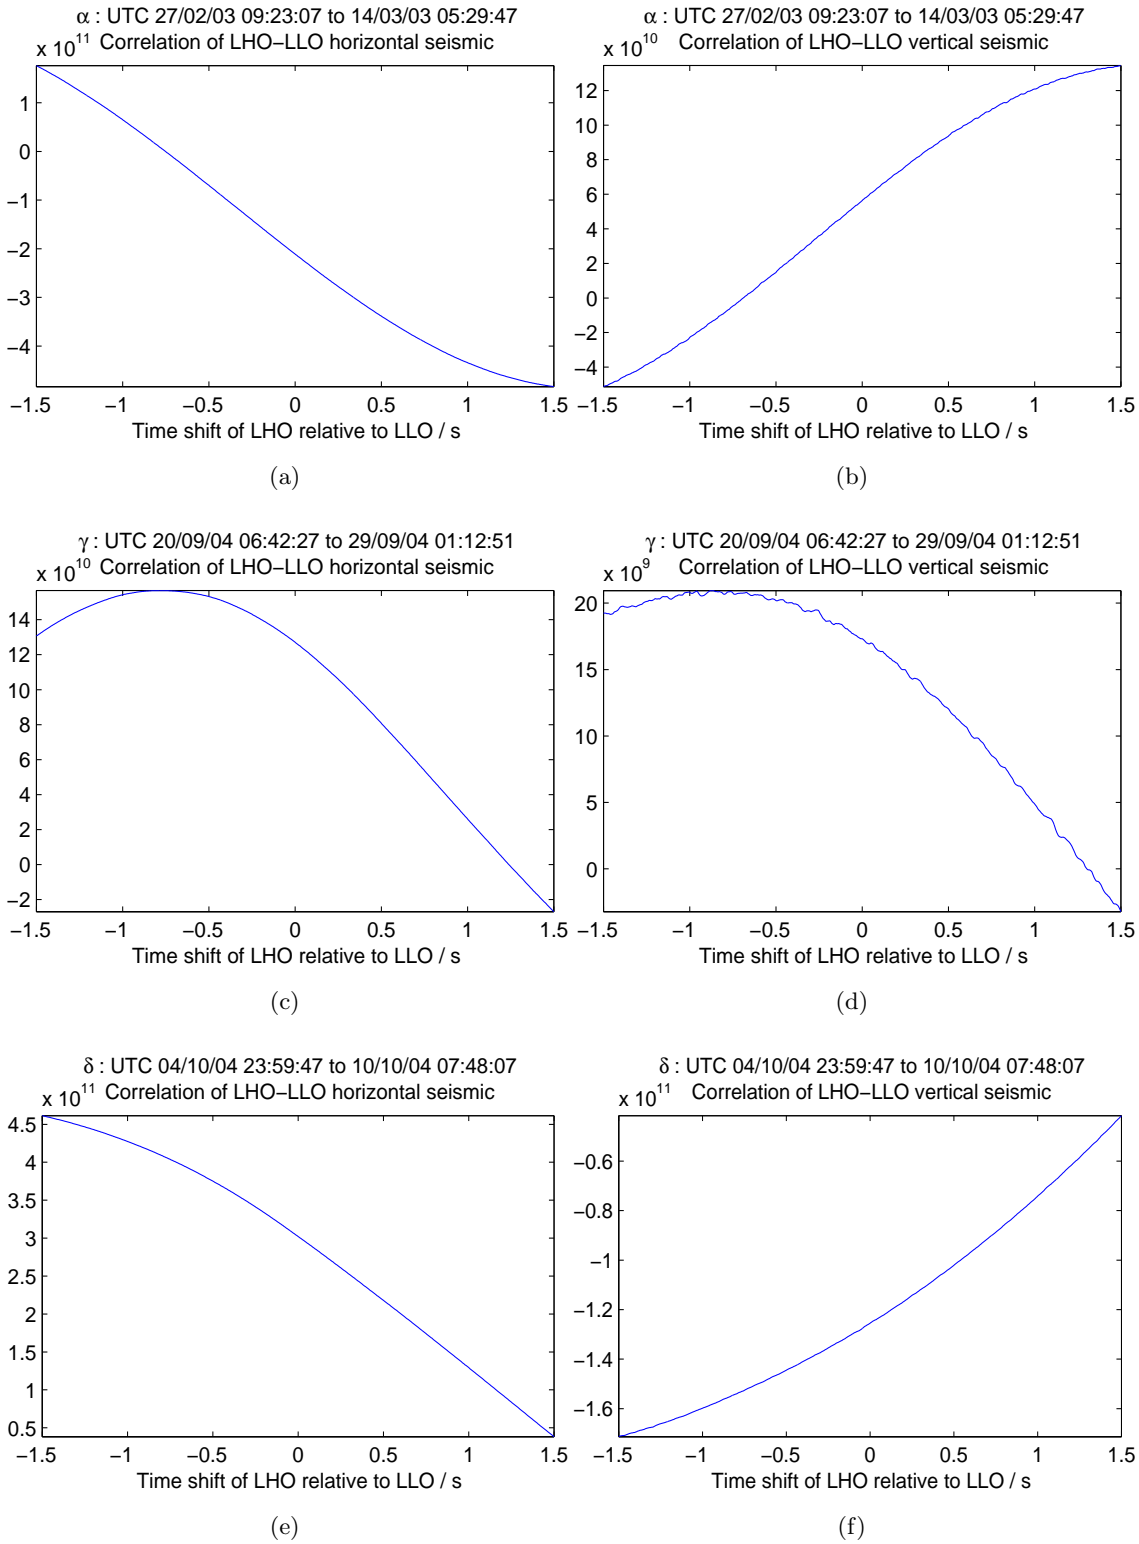 α : UTC 27/02/03 09:23:07 to 14/03/03 05:29:47
x 10^11 Correlation of LHO−LLO horizontal seismic
1
0
−1
−2
−3
−4
−1.5 −1 −0.5 0 0.5 1 1.5
Time shift of LHO relative to LLO / s
(a)
α : UTC 27/02/03 09:23:07 to 14/03/03 05:29:47
x 10^10 Correlation of LHO−LLO vertical seismic
12
10
8
6
4
2
0
−2
−4
−1.5 −1 −0.5 0 0.5 1 1.5
Time shift of LHO relative to LLO / s
(b)
γ : UTC 20/09/04 06:42:27 to 29/09/04 01:12:51
x 10^10 Correlation of LHO−LLO horizontal seismic
14
12
10
8
6
4
2
0
−2
−1.5 −1 −0.5 0 0.5 1 1.5
Time shift of LHO relative to LLO / s
(c)
γ : UTC 20/09/04 06:42:27 to 29/09/04 01:12:51
x 10^9 Correlation of LHO−LLO vertical seismic
20
15
10
5
0
−1.5 −1 −0.5 0 0.5 1 1.5
Time shift of LHO relative to LLO / s
(d)
δ : UTC 04/10/04 23:59:47 to 10/10/04 07:48:07
x 10^11 Correlation of LHO−LLO horizontal seismic
4.5
4
3.5
3
2.5
2
1.5
1
0.5
−1.5 −1 −0.5 0 0.5 1 1.5
Time shift of LHO relative to LLO / s
(e)
δ : UTC 04/10/04 23:59:47 to 10/10/04 07:48:07
x 10^11 Correlation of LHO−LLO vertical seismic
−0.6
−0.8
−1
−1.2
−1.4
−1.6
−1.5 −1 −0.5 0 0.5 1 1.5
Time shift of LHO relative to LLO / s
(f)